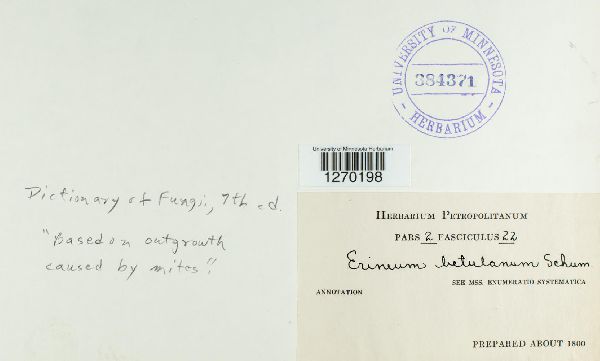 UNIVERSITY OF MINNESOTA
384371
HERBARIUM
University of Minnesota Herbarium
1270198
Dictionary of Fungi, 7th ed.
"Based on outgrowth
caused by mites".
HERBARIUM PETROPOLITANUM
PARS 2 FASCICULUS 22
Erineum betulanum Schum
SEE MSS. ENUMERATIO SYSTEMATICA
ANNOTATION
PREPARED ABOUT 1800